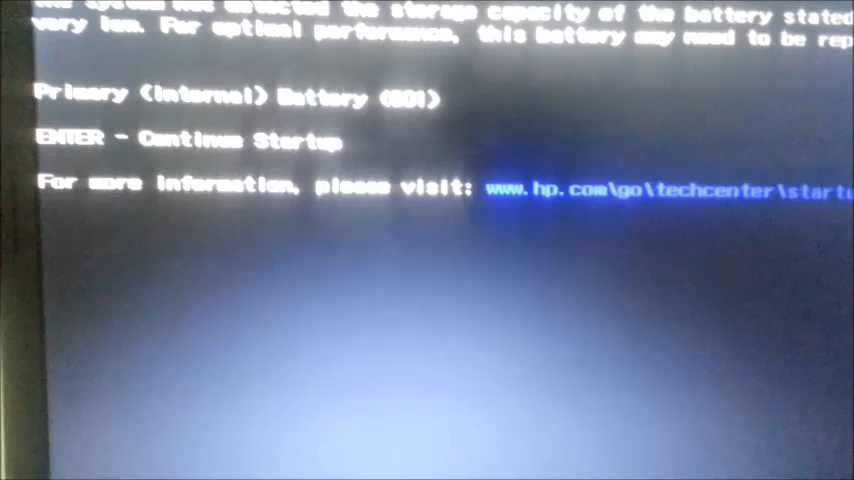 The system has detected the storage capacity of the battery stated
very low. For optimal performance, this battery may need to be rep
Primary (internal) Battery (601)
ENTER - Continue Startup
For more information, please visit: www.hp.com\go\techcenter\startu